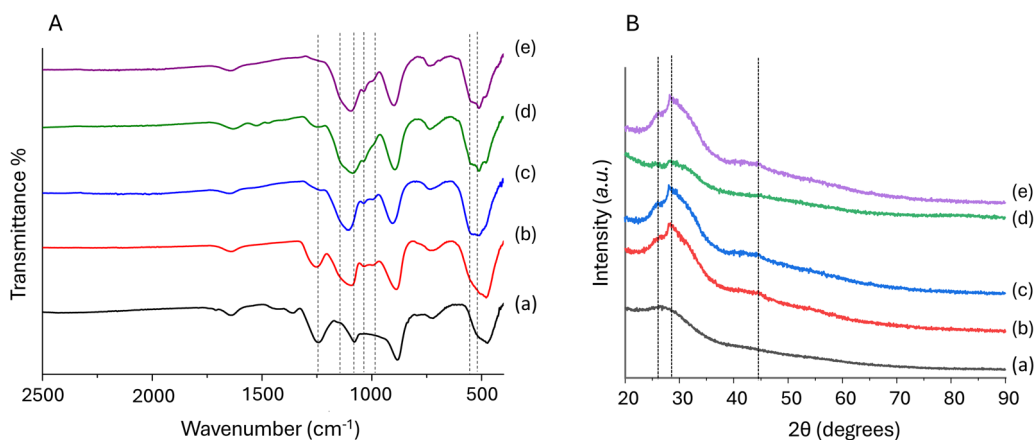 A
(e)
(d)
(c)
(b)
(a)
Transmittance %
2500 2000 1500 1000 500
Wavenumber (cm⁻¹)
B
(e)
(d)
(c)
(b)
(a)
Intensity (a.u.)
20 30 40 50 60 70 80 90
2θ (degrees)